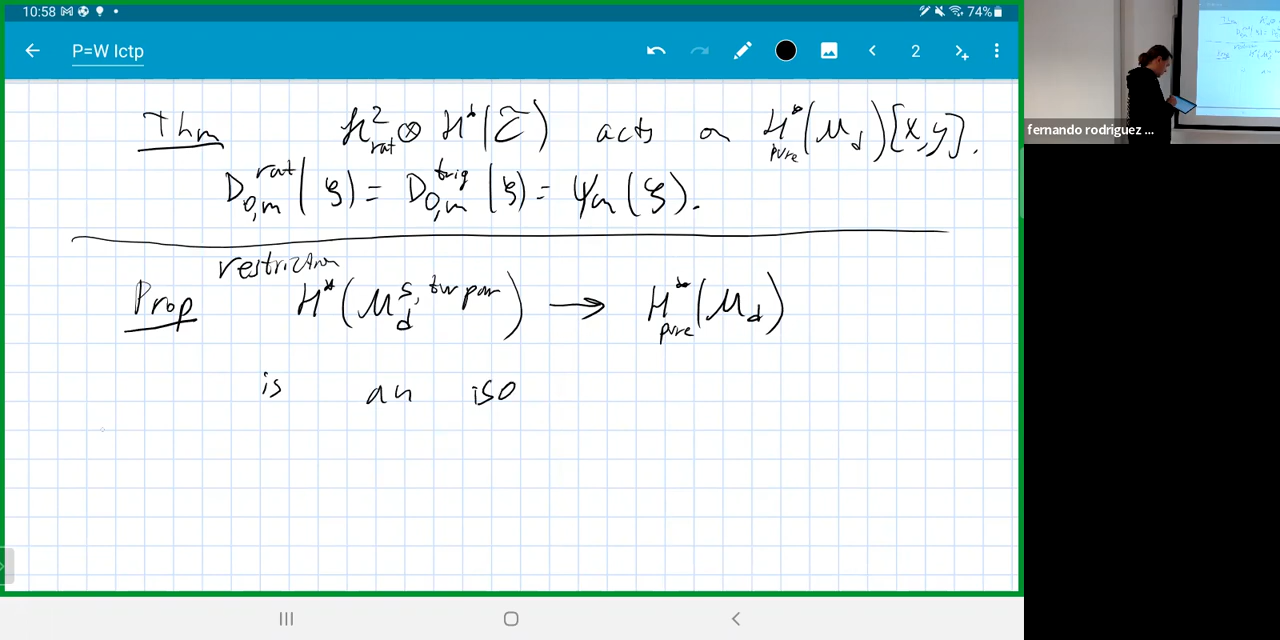 10:58
74%
P=W Ictp
2
Thm ℋ²_rat ⊗ H*(C̃) acts on H*_pure(M_d)[x,y].
D^rat_{0,m}(ξ) = D^trig_{0,m}(ξ) = ψ_m(ξ).
restriction
Prop H*(M_d^{s, tw par}) → H*_pure(M_d)
is an iso
fernando rodriguez ...